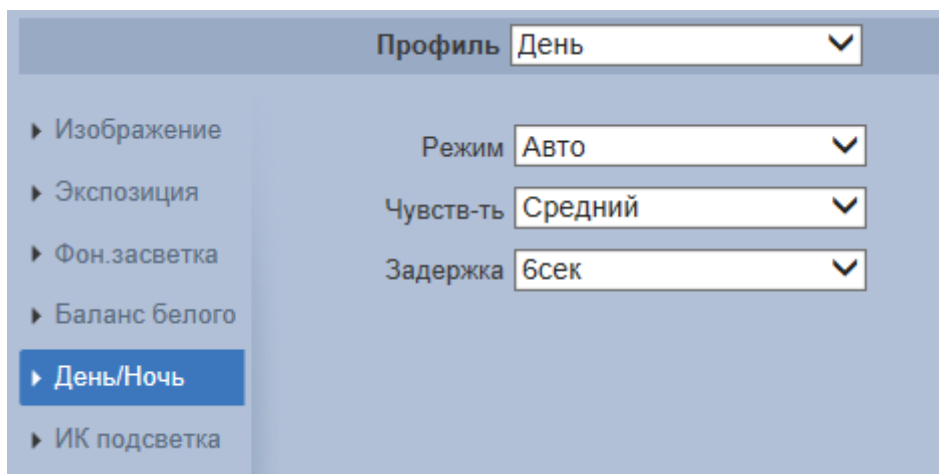 Профиль День
Изображение
Режим Авто
Экспозиция
Чувств-ть Средний
Фон.засветка
Задержка 6сек
Баланс белого
День/Ночь
ИК подсветка